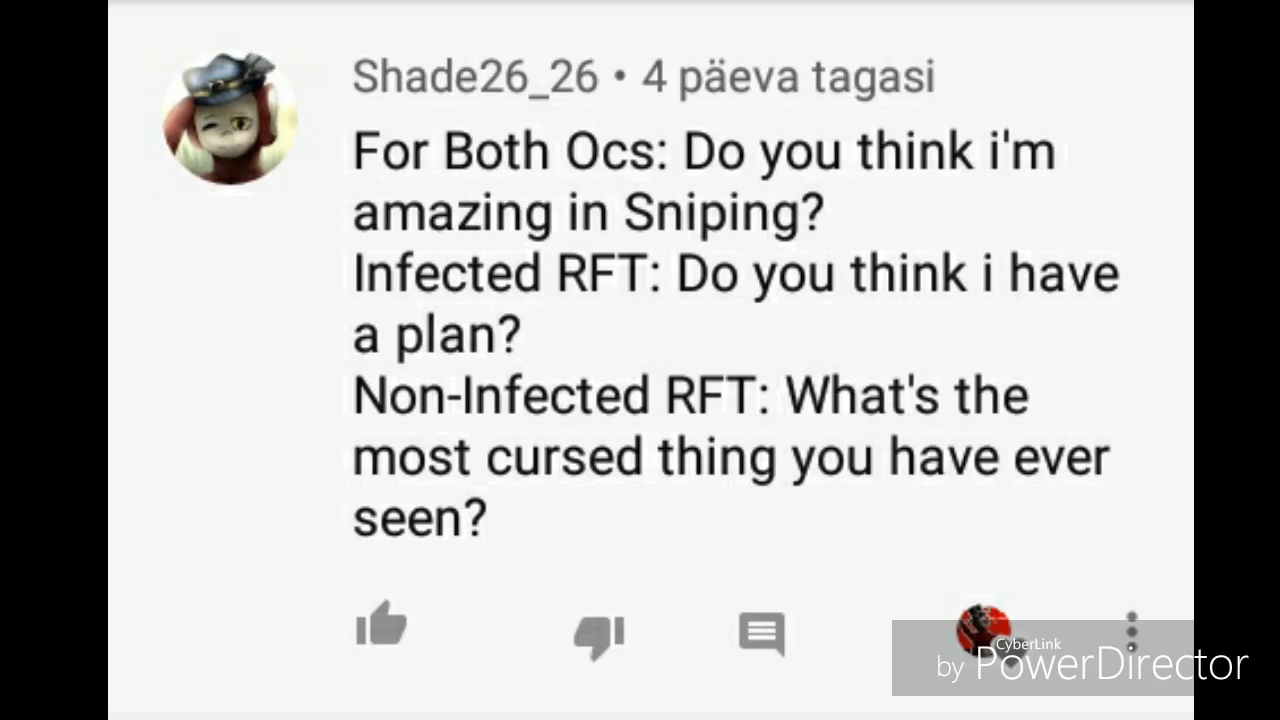 Shade26_26 • 4 päeva tagasi
For Both Ocs: Do you think i'm
amazing in Sniping?
Infected RFT: Do you think i have
a plan?
Non-Infected RFT: What's the
most cursed thing you have ever
seen?
CyberLink
by PowerDirector